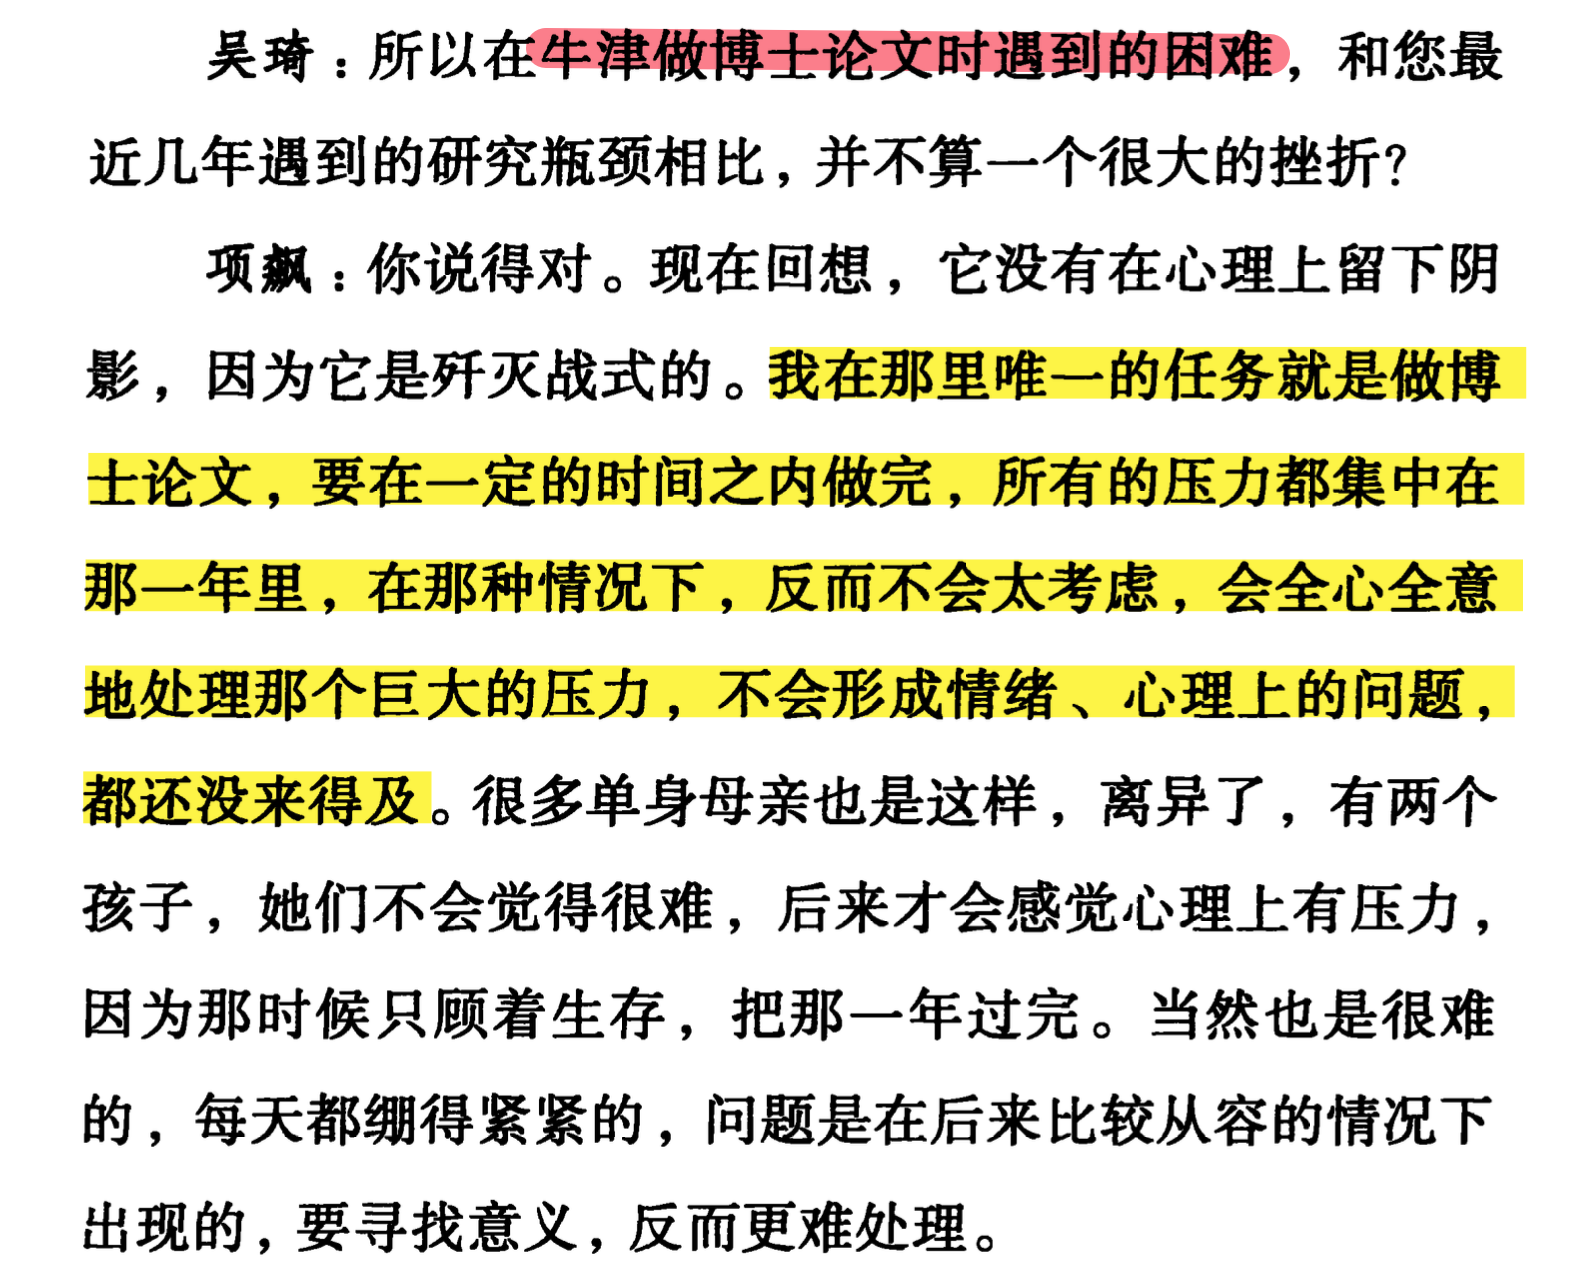 吴琦：所以在牛津做博士论文时遇到的困难，和您最
近几年遇到的研究瓶颈相比，并不算一个很大的挫折？
项飙：你说得对。现在回想，它没有在心理上留下阴
影，因为它是歼灭战式的。我在那里唯一的任务就是做博
士论文，要在一定的时间之内做完，所有的压力都集中在
那一年里，在那种情况下，反而不会太考虑，会全心全意
地处理那个巨大的压力，不会形成情绪、心理上的问题，
都还没来得及。很多单身母亲也是这样，离异了，有两个
孩子，她们不会觉得很难，后来才会感觉心理上有压力，
因为那时候只顾着生存，把那一年过完。当然也是很难
的，每天都绷得紧紧的，问题是在后来比较从容的情况下
出现的，要寻找意义，反而更难处理。